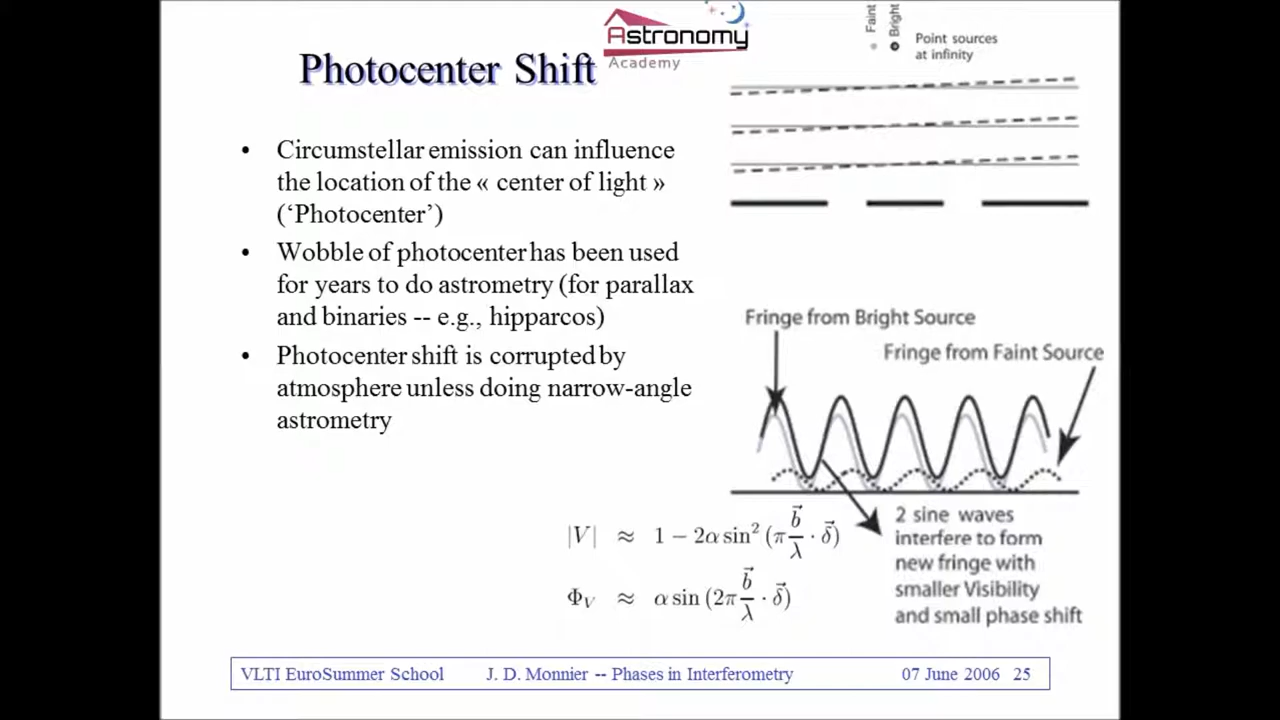 Astronomy
Academy
Photocenter Shift
• Circumstellar emission can influence
the location of the « center of light »
(‘Photocenter’)
• Wobble of photocenter has been used
for years to do astrometry (for parallax
and binaries -- e.g., hipparcos)
• Photocenter shift is corrupted by
atmosphere unless doing narrow-angle
astrometry
Faint
Bright
Point sources
at infinity
Fringe from Bright Source
Fringe from Faint Source
2 sine waves
interfere to form
new fringe with
smaller Visibility
and small phase shift
|V| ≈ 1 − 2α sin² (π b⃗/λ · δ⃗)
Φ_V ≈ α sin (2π b⃗/λ · δ⃗)
VLTI EuroSummer School J. D. Monnier -- Phases in Interferometry 07 June 2006 25